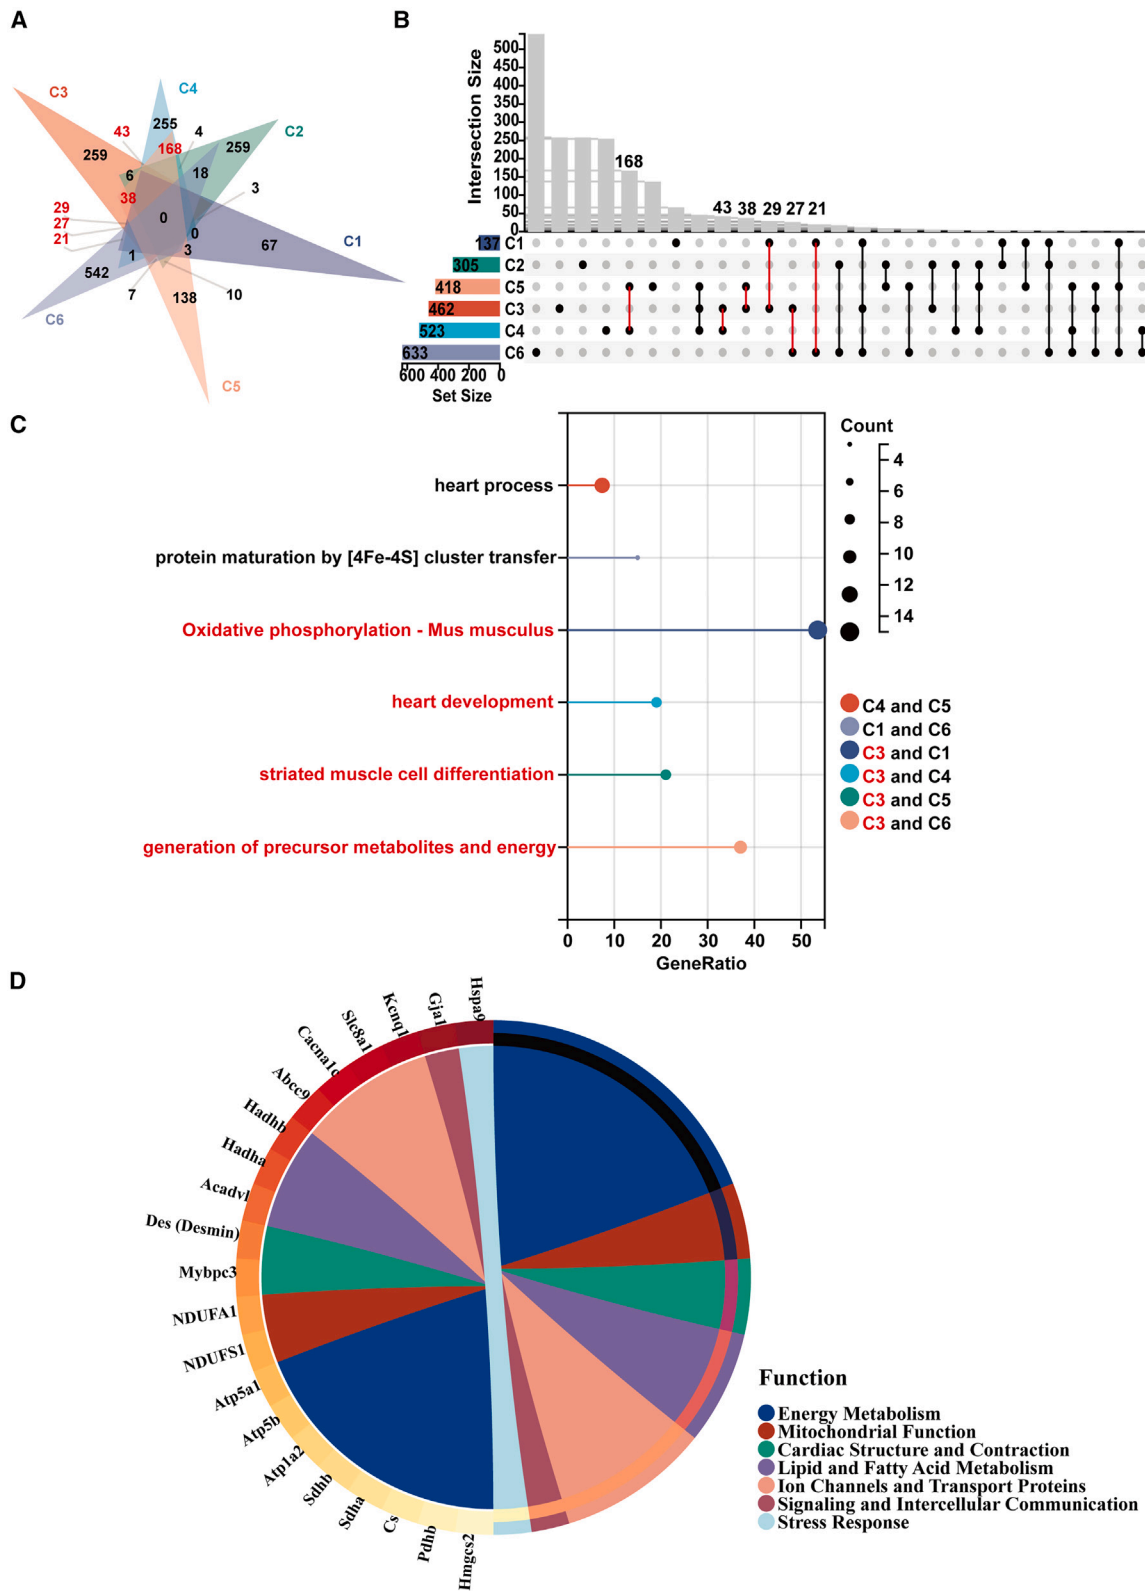 A
C3
C4
C2
C1
C6
C5
43
255
4
259
168
259
6
18
38
3
29
27
21
0
0
67
1
3
542
7
138
10
B
Intersection Size
500
450
400
350
300
250
200
150
100
50
0
168
43 38 29 27 21
137 C1
305 C2
418 C5
462 C3
523 C4
633 C6
600 400 200 0
Set Size
C
heart process
protein maturation by [4Fe-4S] cluster transfer
Oxidative phosphorylation - Mus musculus
heart development
striated muscle cell differentiation
generation of precursor metabolites and energy
0 10 20 30 40 50
GeneRatio
Count
4
6
8
10
12
14
C4 and C5
C1 and C6
C3 and C1
C3 and C4
C3 and C5
C3 and C6
D
Hspa9
Gja1
Kcnq1
Slc8a1
Cacna1c
Abcc9
Hadhb
Hadha
Acadvl
Des (Desmin)
Mybpc3
NDUFA1
NDUFS1
Atp5a1
Atp5b
Atp1a2
Sdhb
Sdha
Cs
Pdhb
Hmgcs2
Function
Energy Metabolism
Mitochondrial Function
Cardiac Structure and Contraction
Lipid and Fatty Acid Metabolism
Ion Channels and Transport Proteins
Signaling and Intercellular Communication
Stress Response